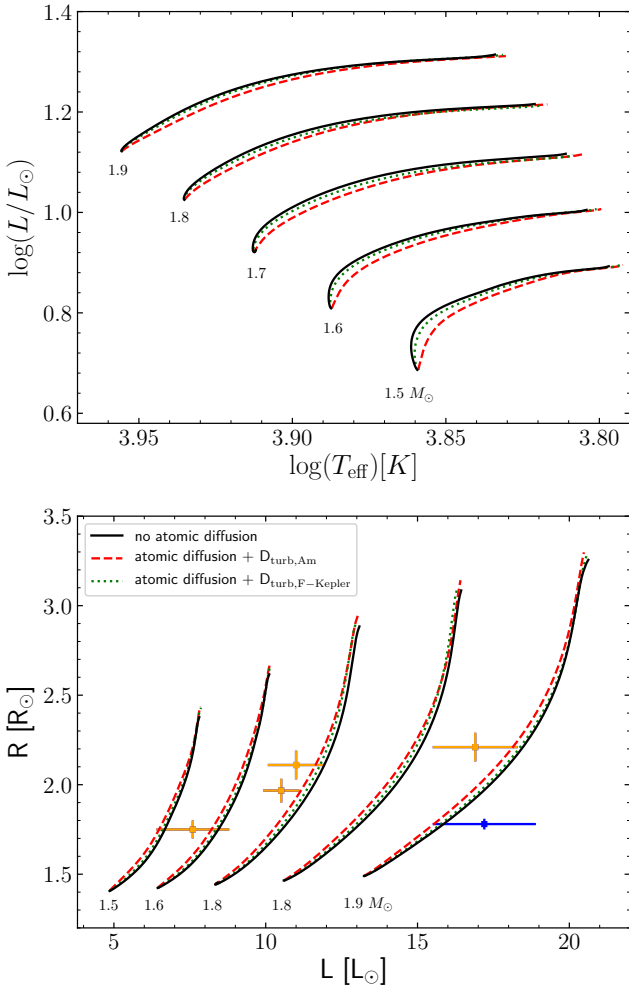 1.4
1.2
1.0
0.8
0.6
log(L/L⊙)
1.9
1.8
1.7
1.6
1.5 M⊙
3.95
3.90
3.85
3.80
log(Teff)[K]
3.5
3.0
2.5
2.0
1.5
R [R⊙]
no atomic diffusion
atomic diffusion + Dturb,Am
atomic diffusion + Dturb,F−Kepler
1.5
1.6
1.8
1.8
1.9 M⊙
5
10
15
20
L [L⊙]